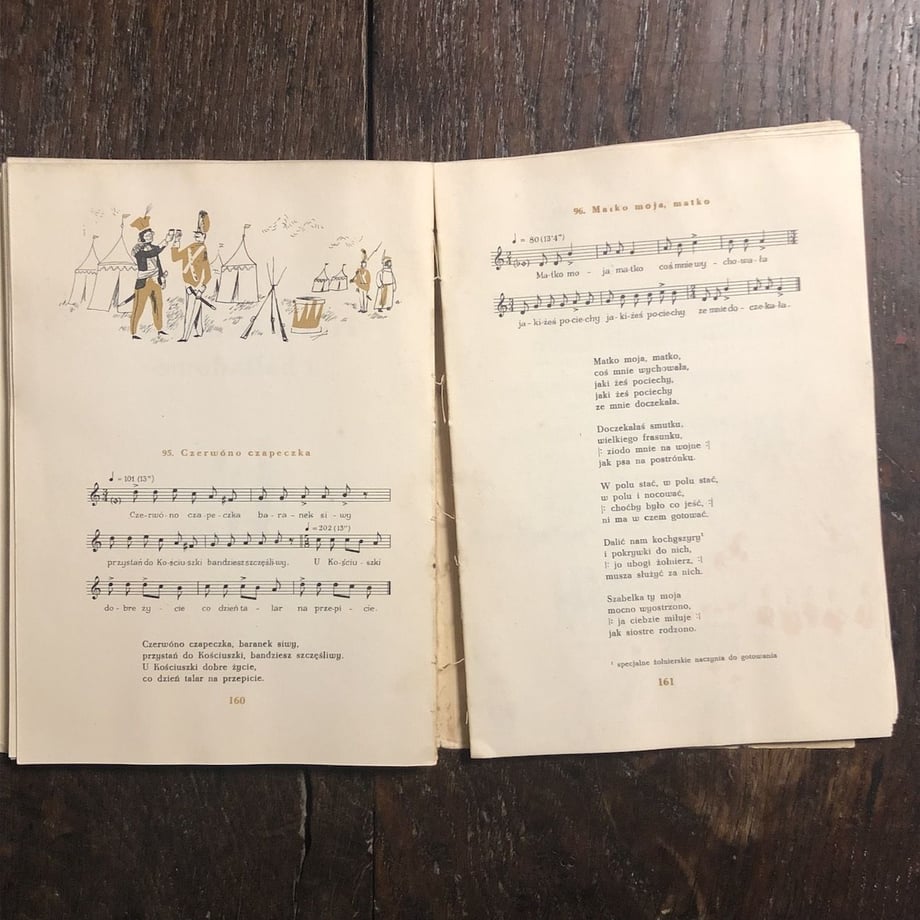 95. Czerwóno czapeczka
♩ = 101 (13")
Cze-rwó-no cza-pe-czka ba-ra-nek si-wy
♩ = 202 (13")
przystań do Ko-ściu-szki bandziesz szczęśli-wy. U Ko-ściu-szki
do-bre ży-cie co dzień ta-lar na prze-pi-cie.
Czerwóno czapeczka, baranek siwy,
przystań do Kościuszki, bandziesz szczęśliwy.
U Kościuszki dobre życie,
co dzień talar na przepicie.
160
96. Matko moja, matko
♩ = 80 (13'4")
Ma-tko mo-ja ma-tko coś mnie wy-cho-wa-ła
ja-ki-żeś po-cie-chy ja-ki-żeś po-cie-chy ze mnie do-cze-ka-ła.
Matko moja, matko,
coś mnie wychowała,
jaki żeś pociechy,
jaki żeś pociechy
ze mnie doczekała.
Doczekałaś smutku,
wielkiego frasunku,
|: ziodo mnie na wojne :|
jak psa na postrónku.
W polu stać, w polu stać,
w polu i nocować,
|: choćby było co jeść, :|
ni ma w czem gotować.
Dalić nam kochgszyry¹
i pokrywki do nich,
|: jo ubogi żołnierz, :|
musza służyć za nich.
Szabelka ty moja
mocno wyostrzono,
|: ja ciebie miłuje :|
jak siostre rodzono.
¹ specjalne żołnierskie naczynia do gotowania
161